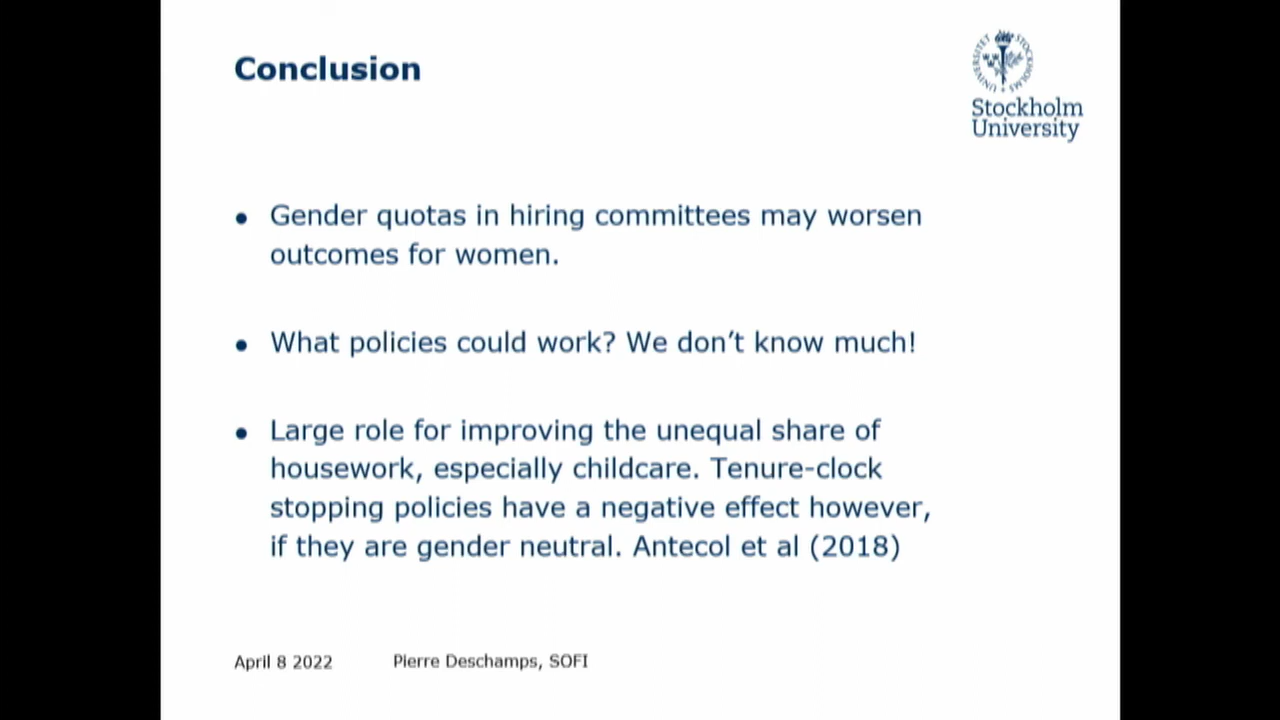 Conclusion
STOCKHOLMS UNIVERSITET
Stockholm
University
• Gender quotas in hiring committees may worsen
outcomes for women.
• What policies could work? We don’t know much!
• Large role for improving the unequal share of
housework, especially childcare. Tenure-clock
stopping policies have a negative effect however,
if they are gender neutral. Antecol et al (2018)
April 8 2022 Pierre Deschamps, SOFI